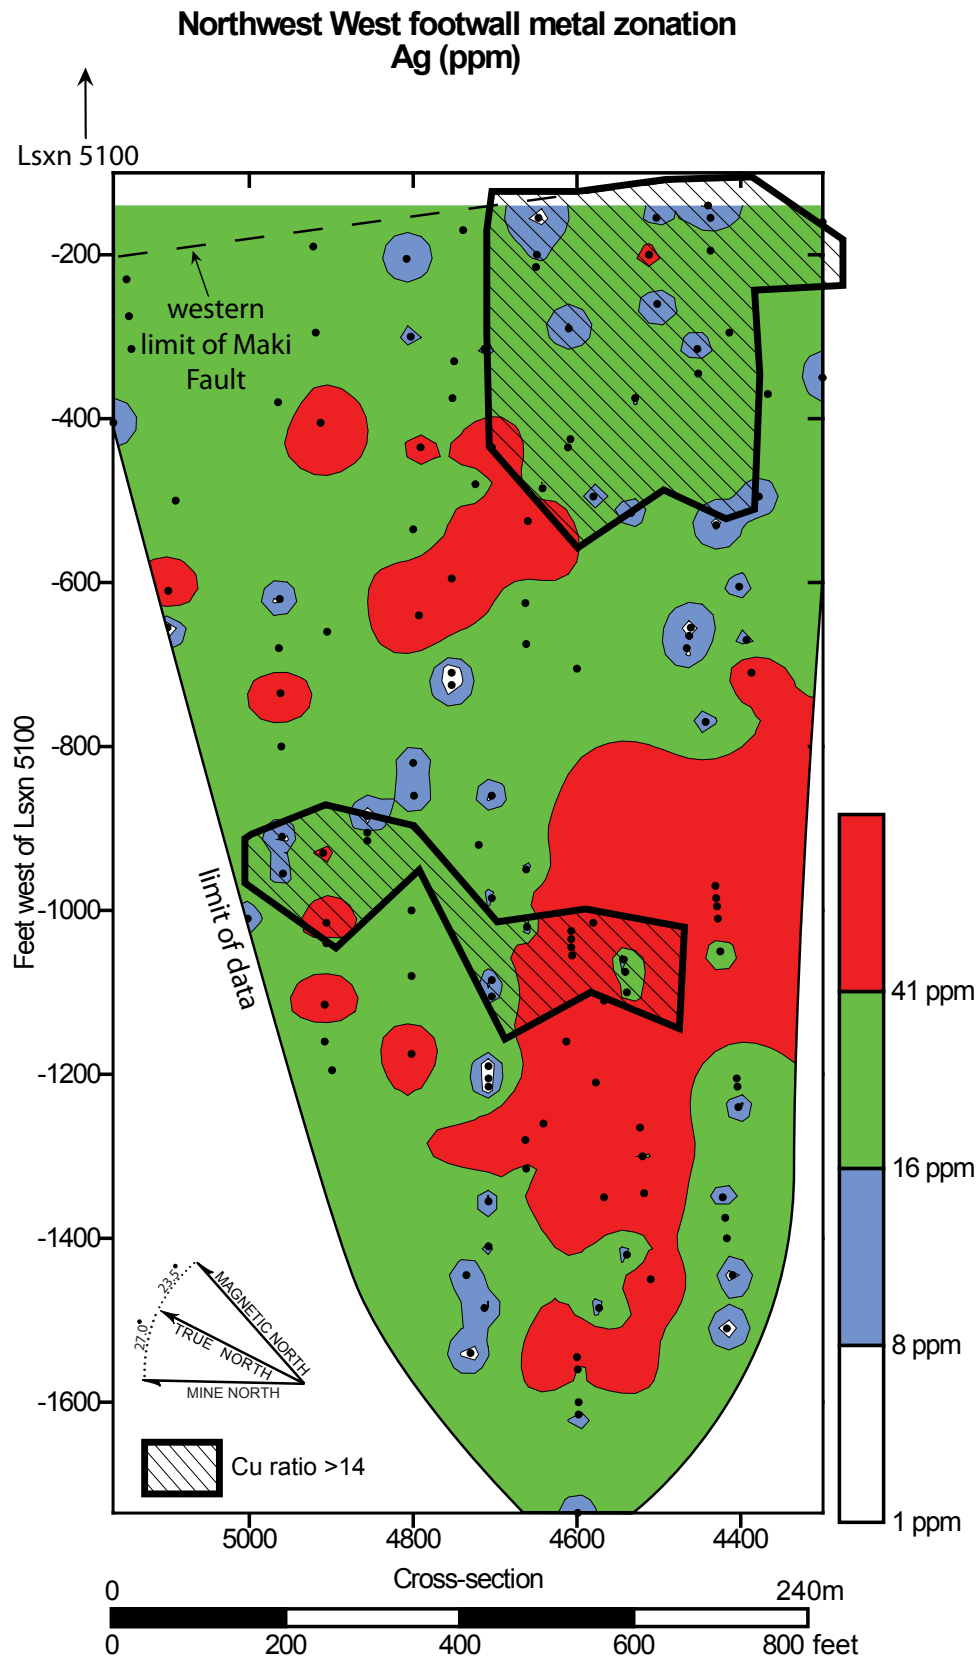 Northwest West footwall metal zonation
Ag (ppm)
Lsxn 5100
-200
western
limit of Maki
Fault
-400
-600
-800
-1000
-1200
-1400
-1600
Feet west of Lsxn 5100
limit of data
41 ppm
16 ppm
8 ppm
1 ppm
23.5°
27.0°
MAGNETIC NORTH
TRUE NORTH
MINE NORTH
Cu ratio >14
5000 4800 4600 4400
Cross-section
0 240m
0 200 400 600 800 feet